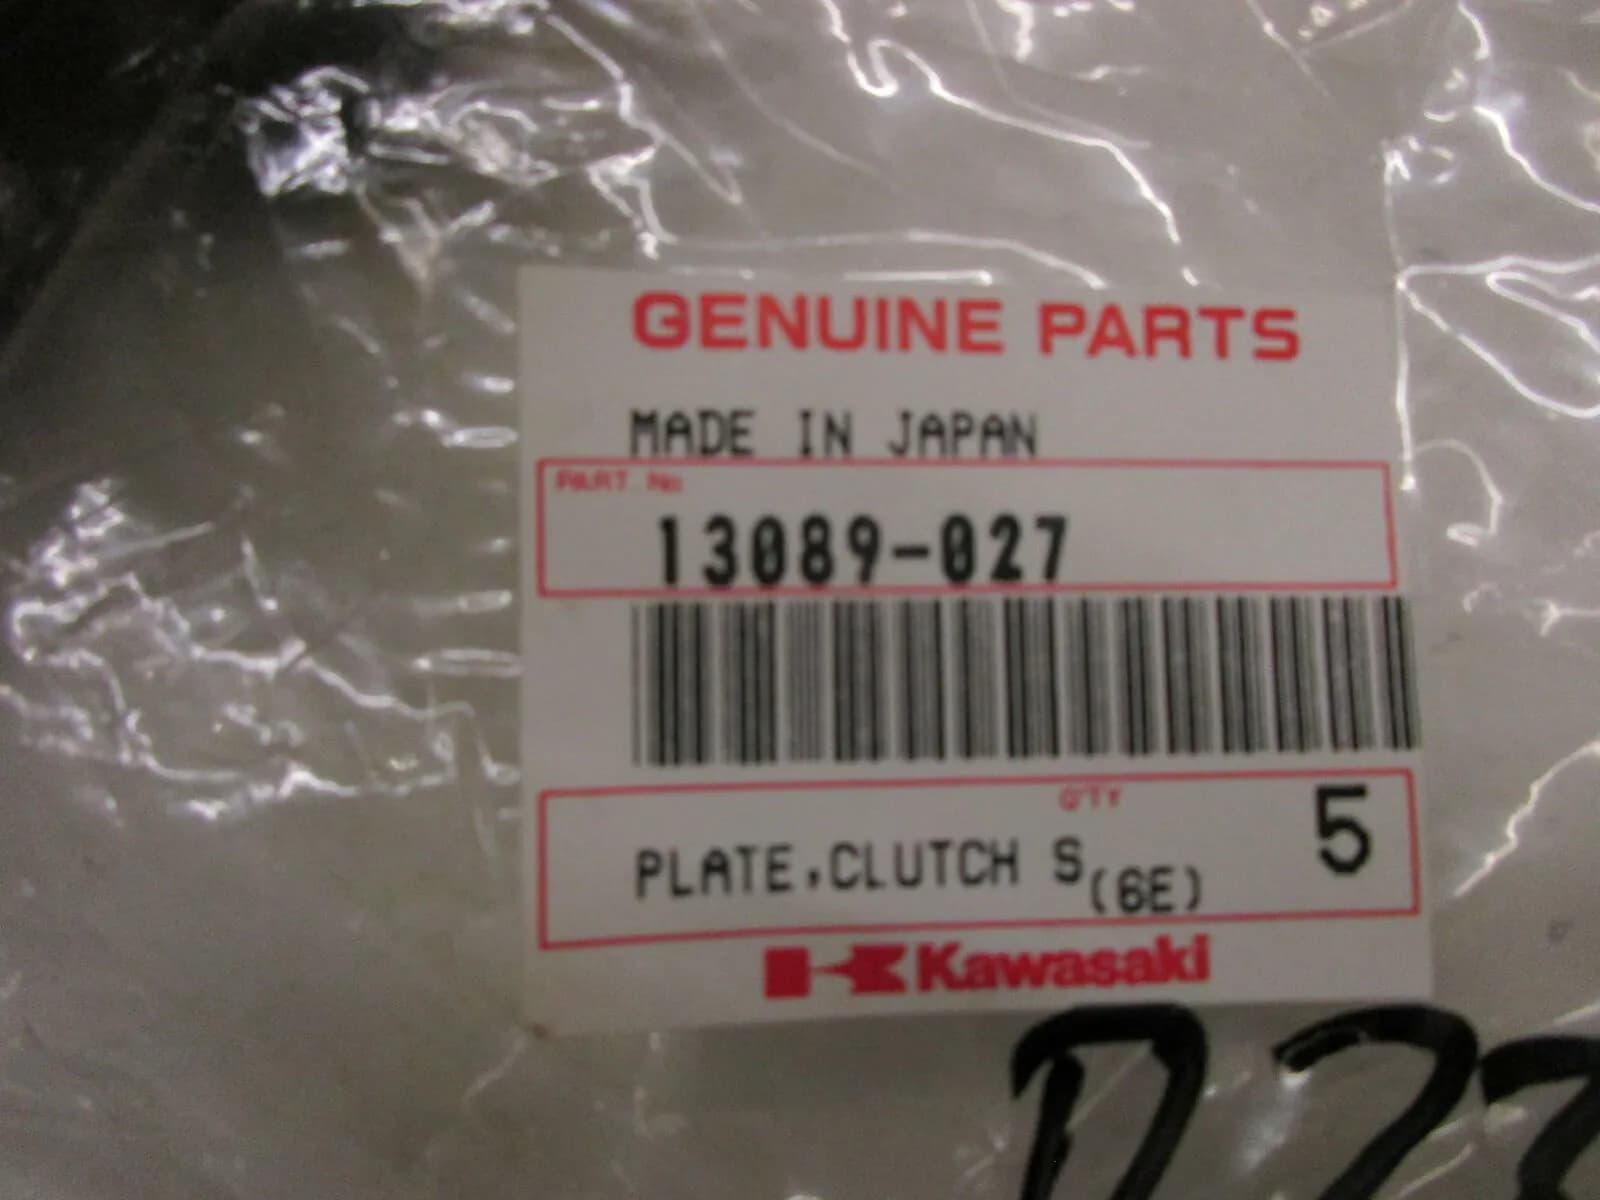 GENUINE PARTS
MADE IN JAPAN
PART No
13089-027
Q'TY 5
PLATE,CLUTCH S(6E)
Kawasaki